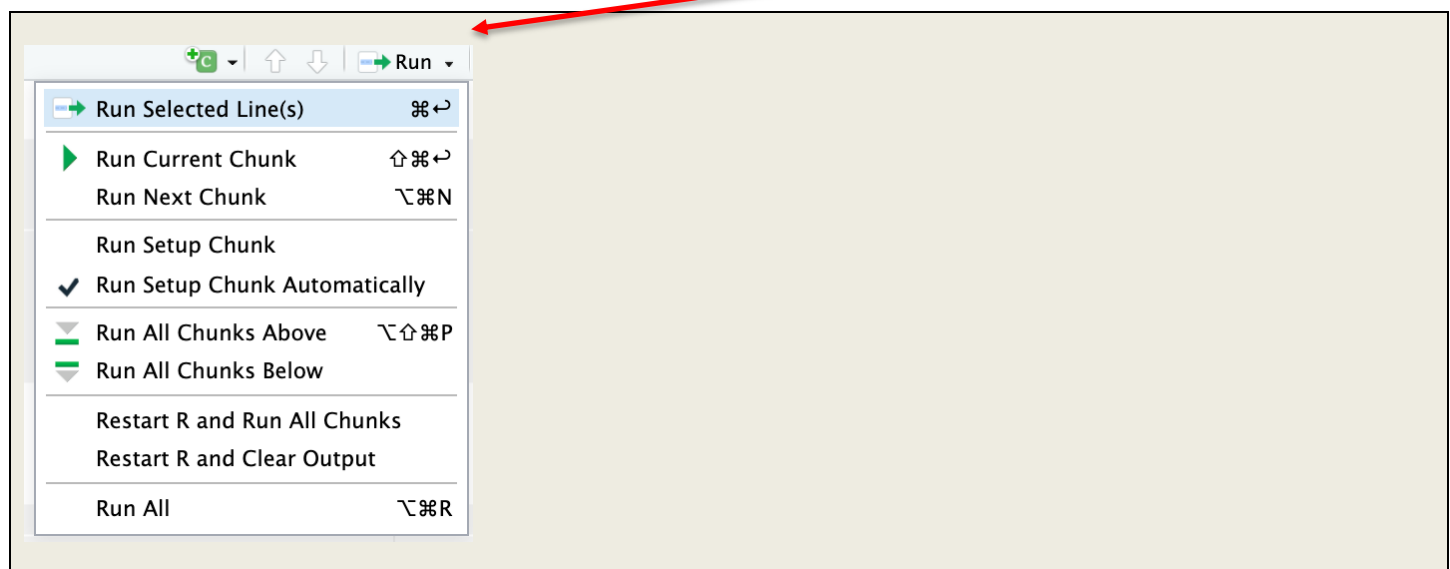 C Run
Run Selected Line(s) ⌘↩
Run Current Chunk ⇧⌘↩
Run Next Chunk ⌥⌘N
Run Setup Chunk
Run Setup Chunk Automatically
Run All Chunks Above ⌥⇧⌘P
Run All Chunks Below
Restart R and Run All Chunks
Restart R and Clear Output
Run All ⌥⌘R